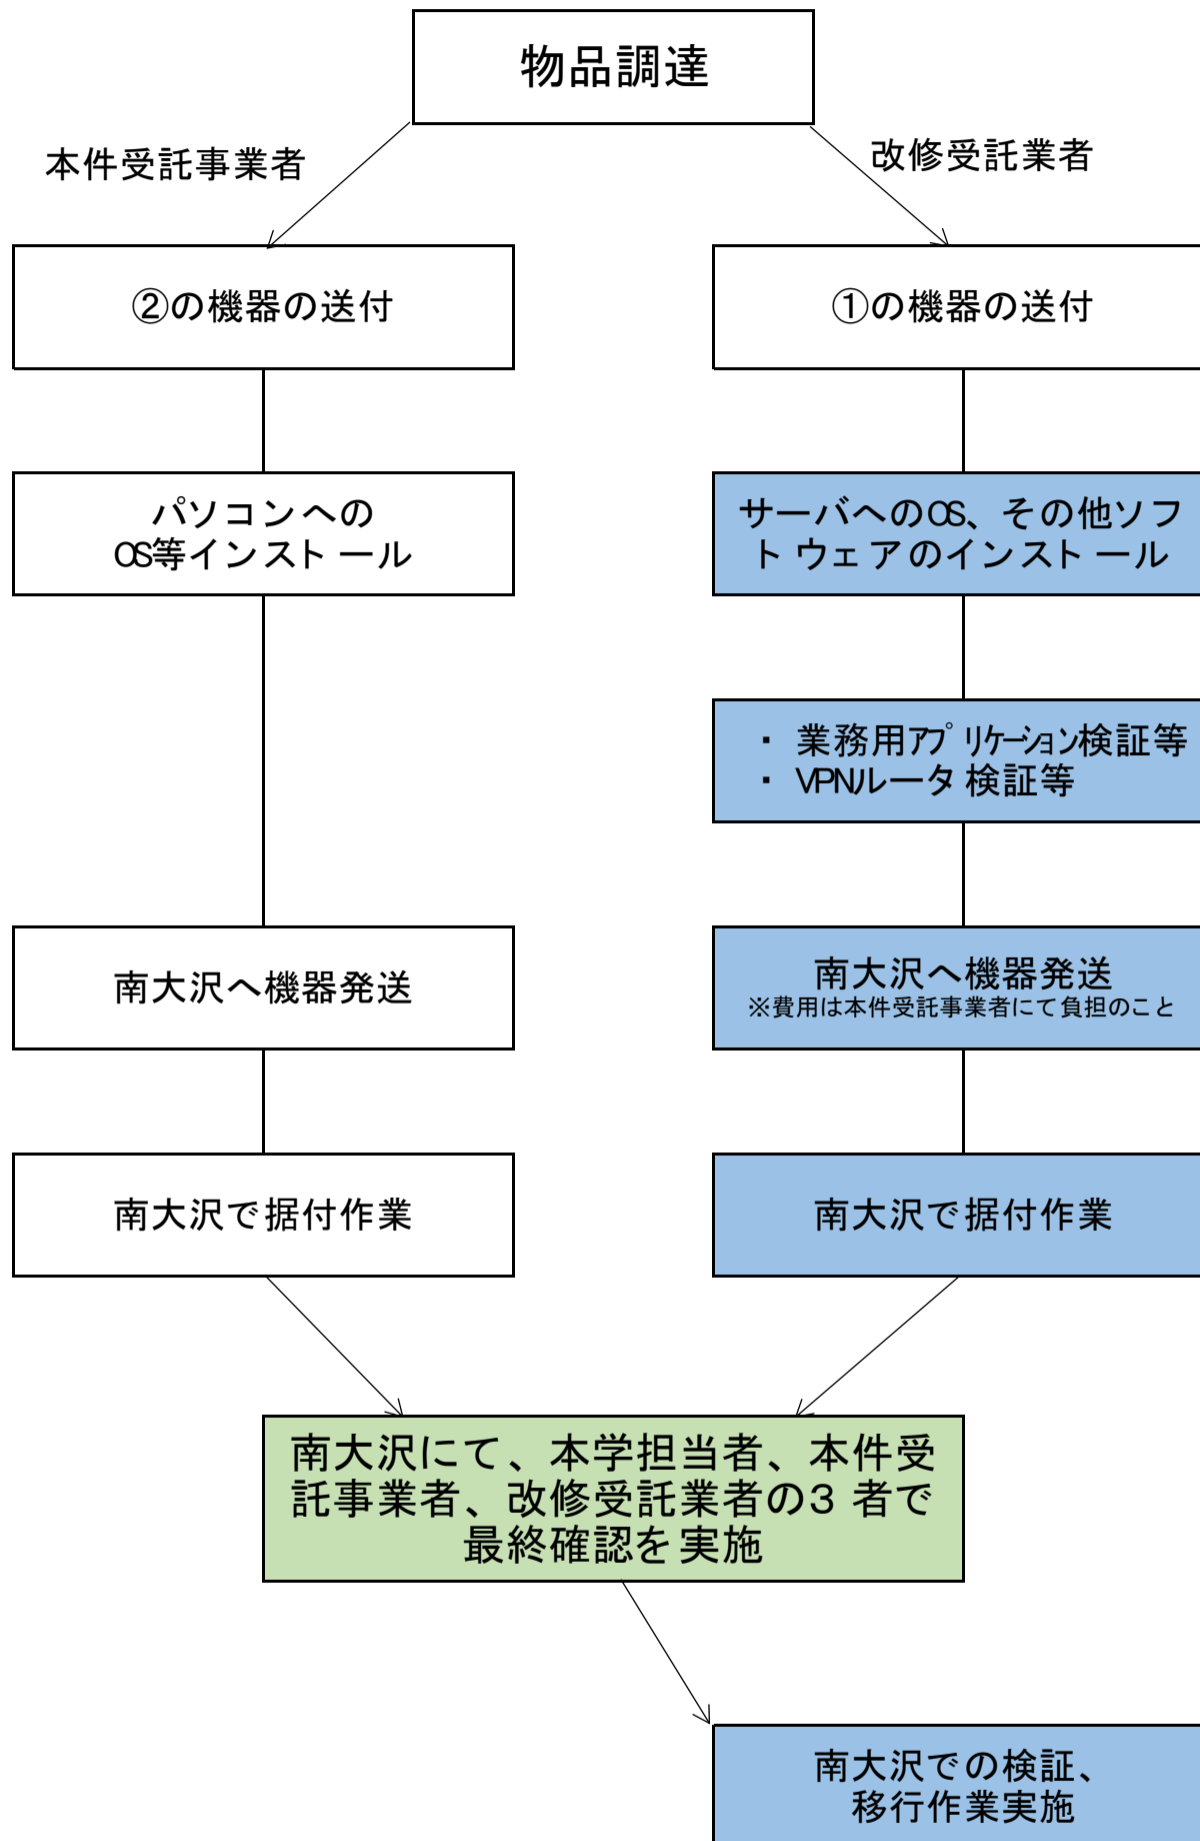 物品調達
本件受託事業者
改修受託業者
②の機器の送付
①の機器の送付
パソコンへの
OS等インストール
サーバへのOS、その他ソフ
トウェアのインストール
・ 業務用アプリケーション検証等
・ VPNルータ検証等
南大沢へ機器発送
南大沢へ機器発送
※費用は本件受託事業者にて負担のこと
南大沢で据付作業
南大沢で据付作業
南大沢にて、本学担当者、本件受
託事業者、改修受託業者の3者で
最終確認を実施
南大沢での検証、
移行作業実施